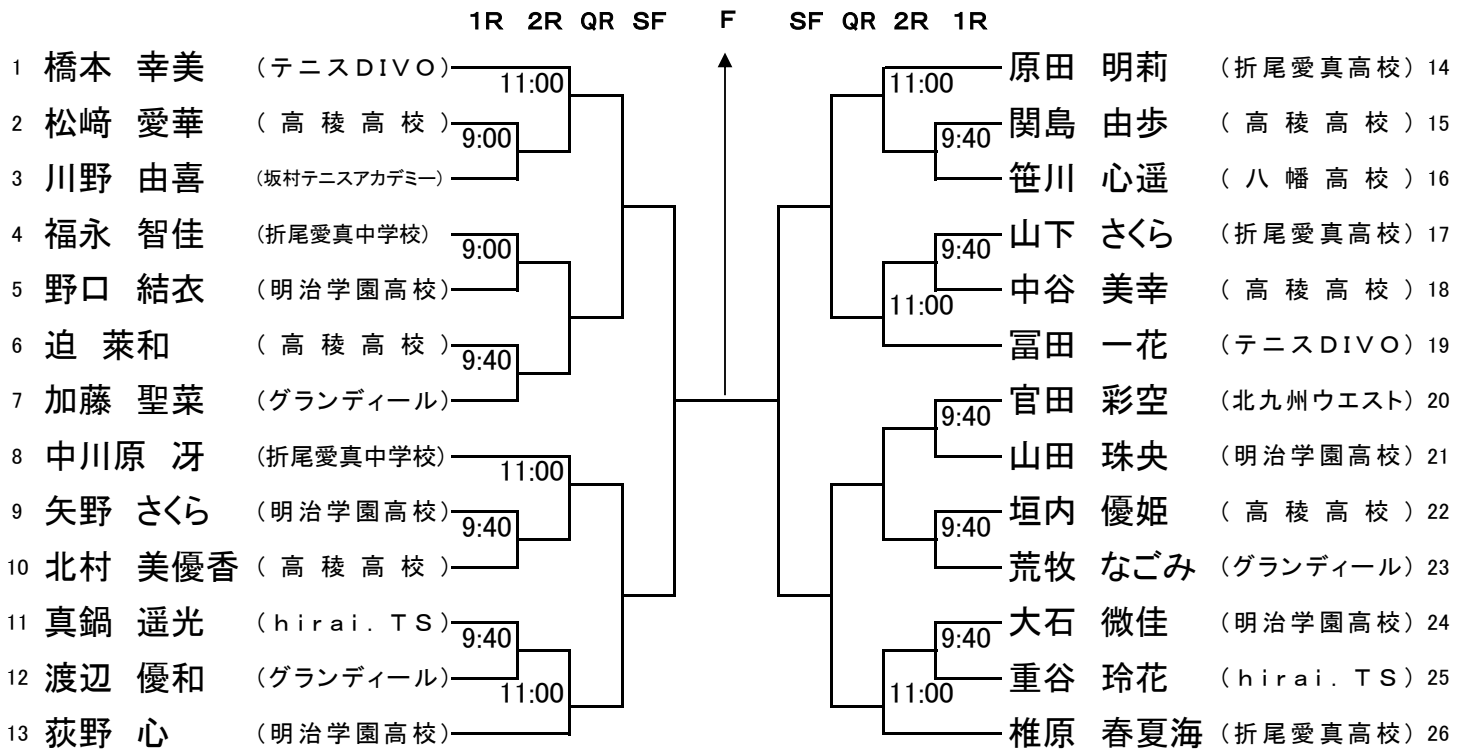 1R 2R QR SF F SF QR 2R 1R
1 橋本 幸美 (テニスDIVO) 11:00 11:00 原田 明莉 (折尾愛真高校) 14
2 松﨑 愛華 (高稜高校) 9:00 9:40 関島 由歩 (高稜高校) 15
3 川野 由喜 (坂村テニスアカデミー) 笹川 心遥 (八幡高校) 16
4 福永 智佳 (折尾愛真中学校) 9:00 9:40 山下 さくら (折尾愛真高校) 17
5 野口 結衣 (明治学園高校) 11:00 中谷 美幸 (高稜高校) 18
6 迫 萊和 (高稜高校) 9:40 冨田 一花 (テニスDIVO) 19
7 加藤 聖菜 (グランディール) 9:40 官田 彩空 (北九州ウエスト) 20
8 中川原 冴 (折尾愛真中学校) 11:00 山田 珠央 (明治学園高校) 21
9 矢野 さくら (明治学園高校) 9:40 9:40 垣内 優姫 (高稜高校) 22
10 北村 美優香 (高稜高校) 荒牧 なごみ (グランディール) 23
11 真鍋 遥光 (hirai.TS) 9:40 9:40 大石 微佳 (明治学園高校) 24
12 渡辺 優和 (グランディール) 11:00 11:00 重谷 玲花 (hirai.TS) 25
13 荻野 心 (明治学園高校) 椎原 春夏海 (折尾愛真高校) 26